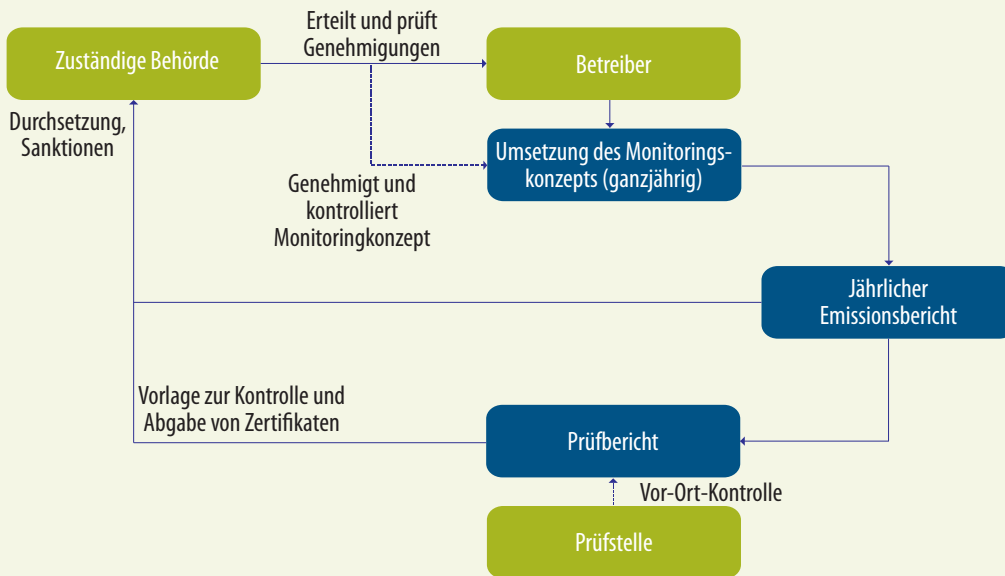 Erteilt und prüft
Genehmigungen
Zuständige Behörde
Betreiber
Durchsetzung,
Sanktionen
Umsetzung des Monitorings-
konzepts (ganzjährig)
Genehmigt und
kontrolliert
Monitoringkonzept
Jährlicher
Emissionsbericht
Vorlage zur Kontrolle und
Abgabe von Zertifikaten
Prüfbericht
Vor-Ort-Kontrolle
Prüfstelle